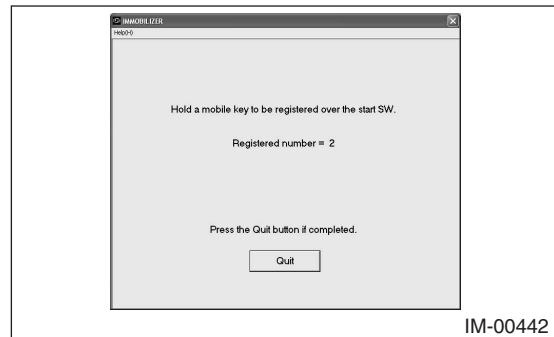 IMMOBILIZER
Help(H)
Hold a mobile key to be registered over the start SW.
Registered number = 2
Press the Quit button if completed.
Quit
IM-00442